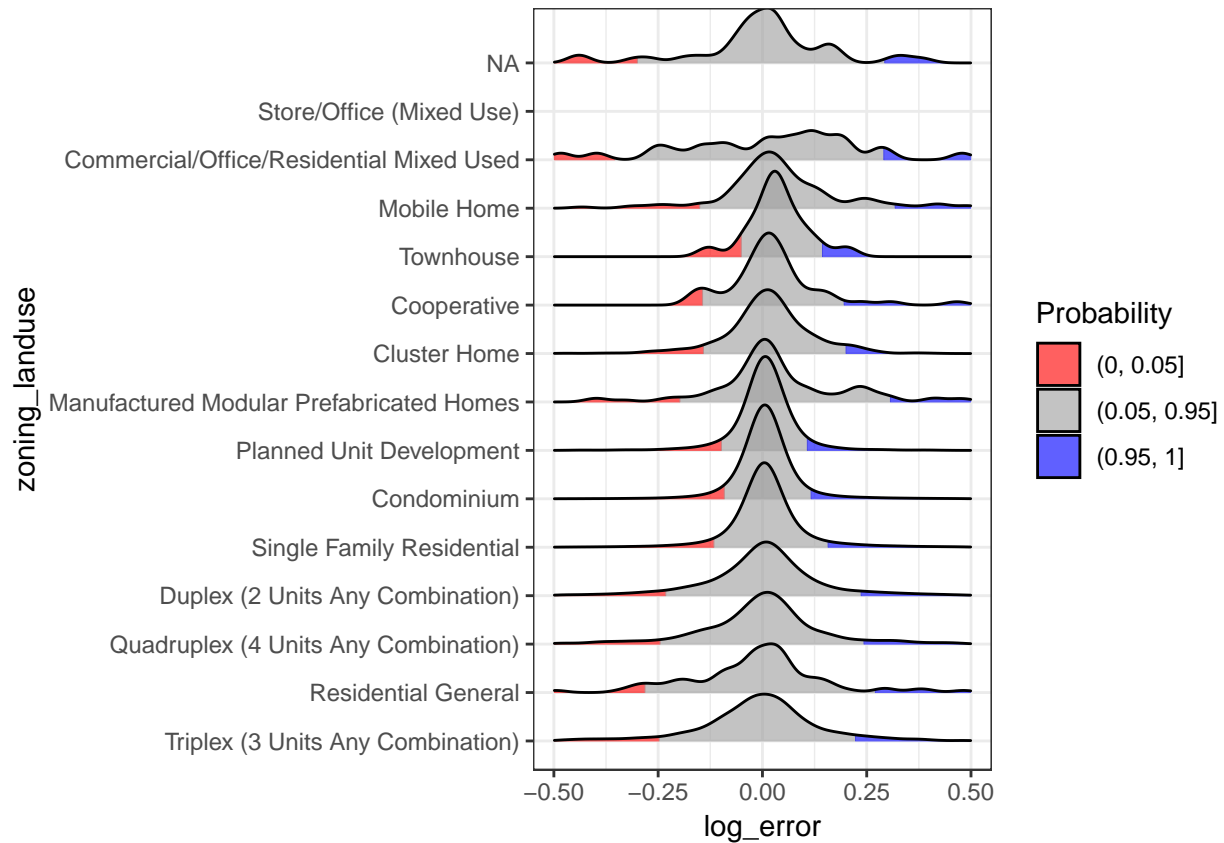 NA
Store/Office (Mixed Use)
Commercial/Office/Residential Mixed Used
Mobile Home
Townhouse
Cooperative
Cluster Home
Manufactured Modular Prefabricated Homes
Planned Unit Development
Condominium
Single Family Residential
Duplex (2 Units Any Combination)
Quadruplex (4 Units Any Combination)
Residential General
Triplex (3 Units Any Combination)
zoning_landuse
−0.50 −0.25 0.00 0.25 0.50
log_error
Probability
(0, 0.05]
(0.05, 0.95]
(0.95, 1]